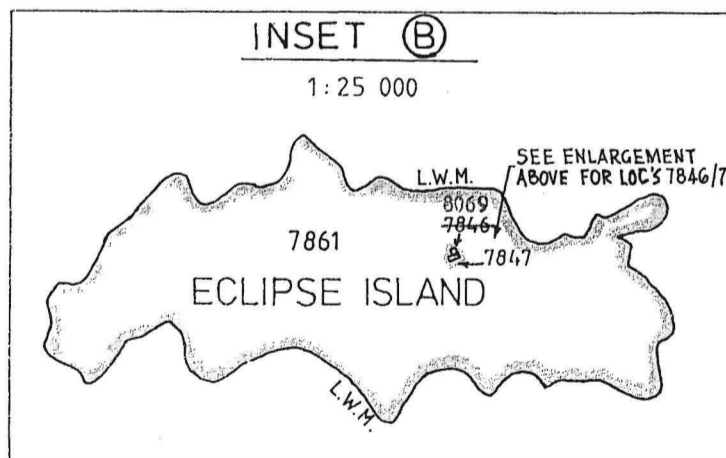 INSET B
1:25 000
SEE ENLARGEMENT
ABOVE FOR LOC'S 7846/7
L.W.M.
8069
7846
7861
7847
ECLIPSE ISLAND
L.W.M.